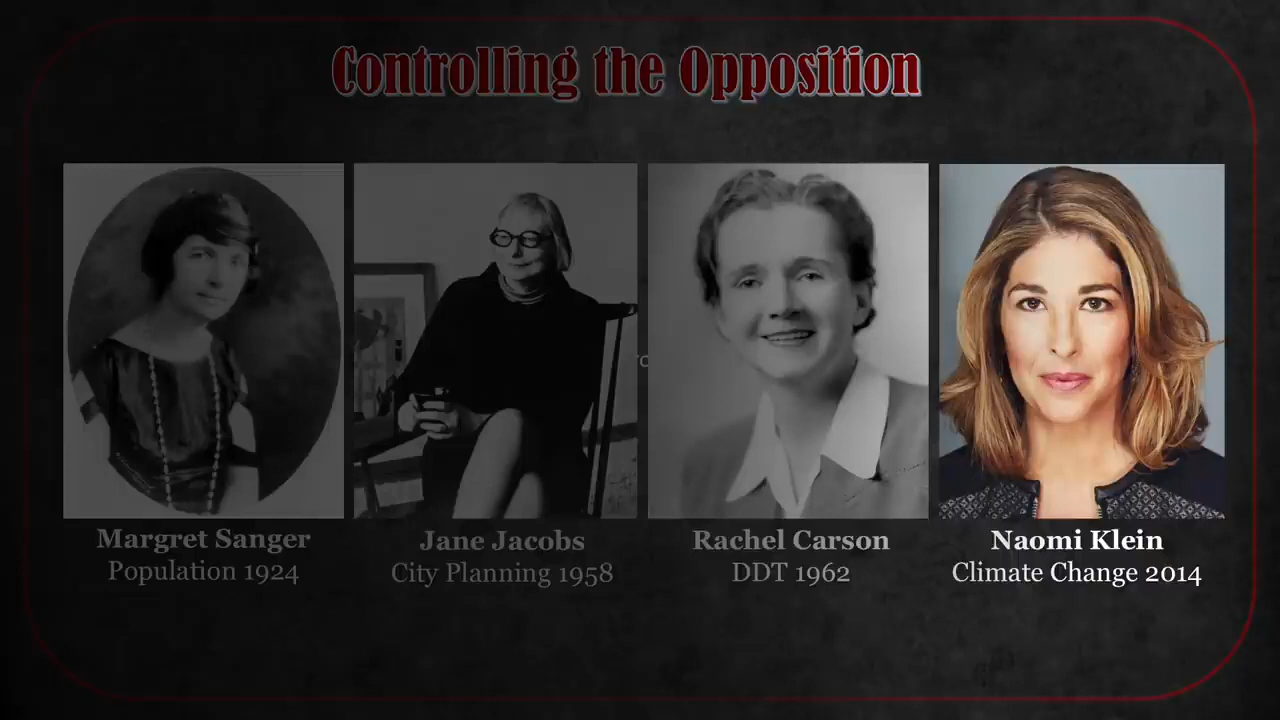 Controlling the Opposition
Margret Sanger
Population 1924
Jane Jacobs
City Planning 1958
Rachel Carson
DDT 1962
Naomi Klein
Climate Change 2014